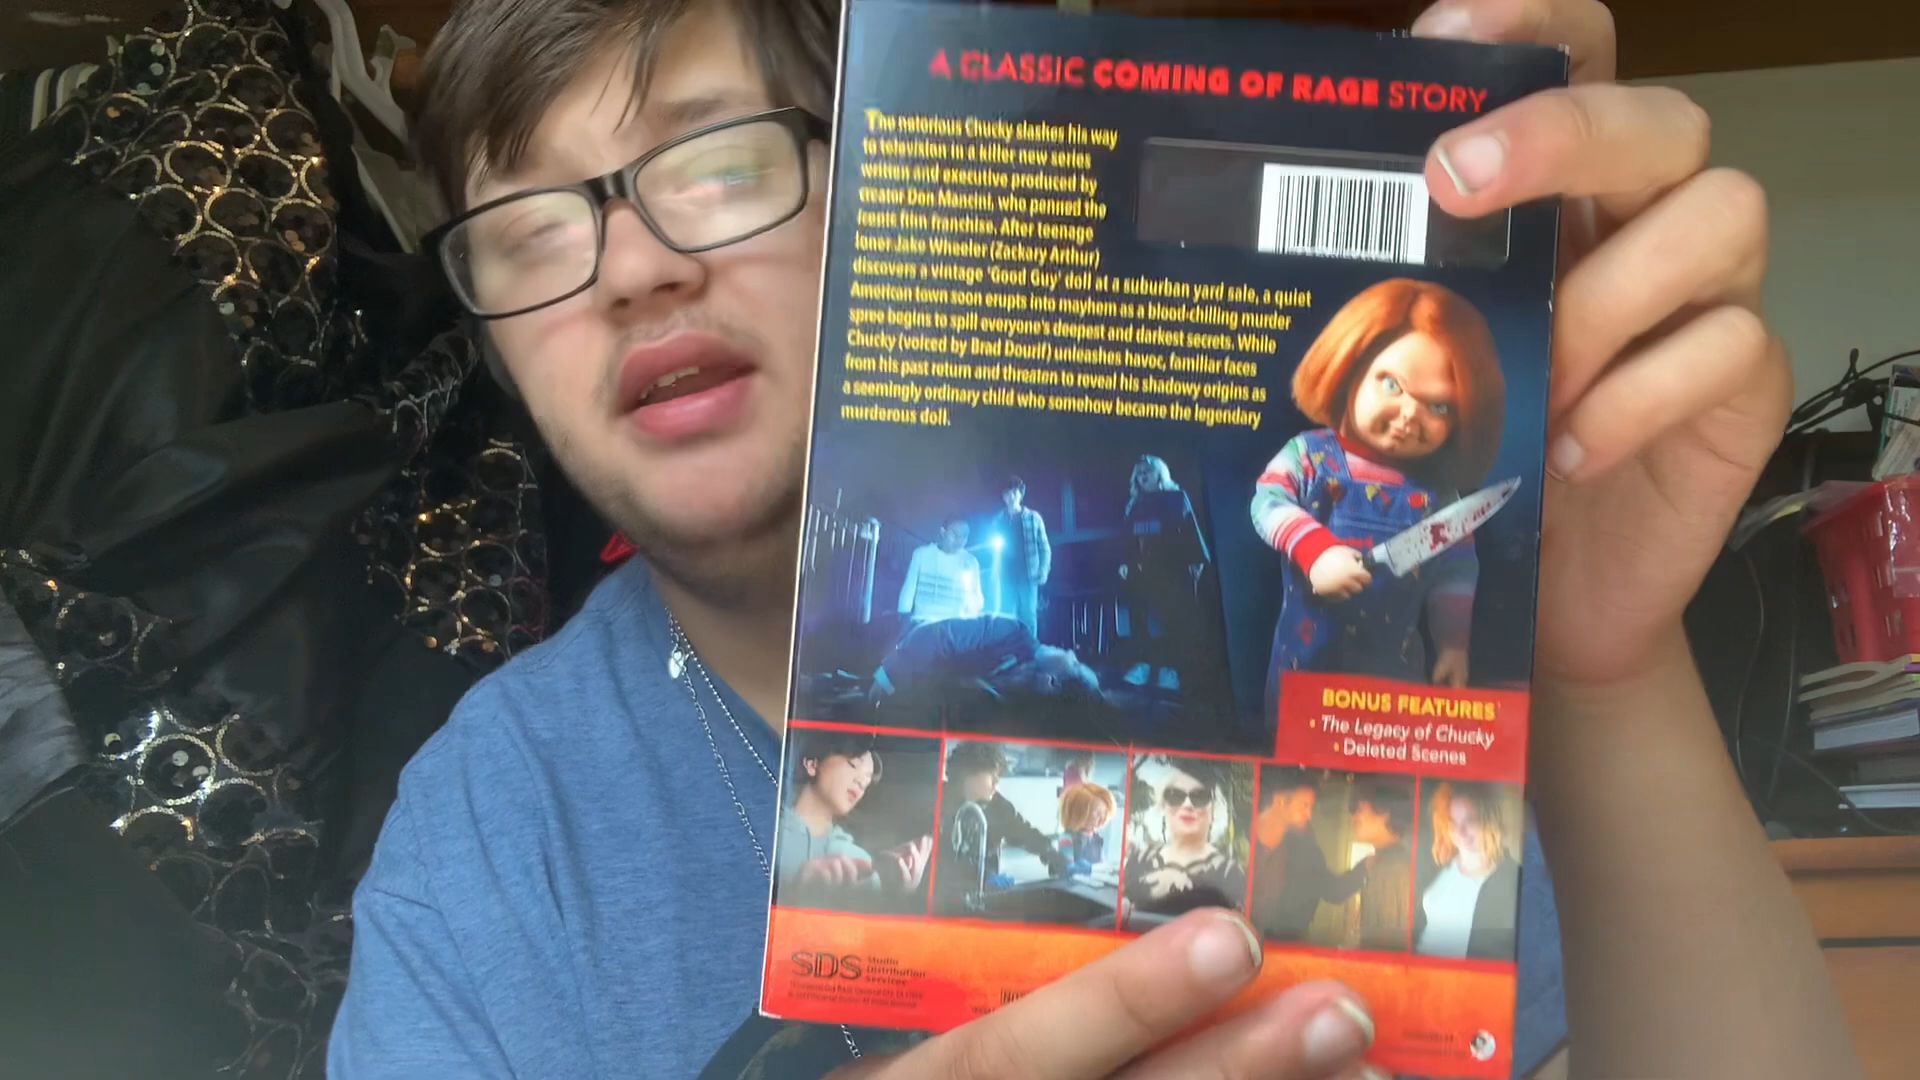 A CLASSIC COMING OF RAGE STORY
The notorious Chucky slashes his way
to television in a killer new series
written and executive produced by
creator Don Mancini, who penned the
iconic film franchise. After teenage
loner Jake Wheeler (Zackary Arthur)
discovers a vintage 'Good Guy' doll at a suburban yard sale, a quiet
American town soon erupts into mayhem as a blood-chilling murder
spree begins to spill everyone's deepest and darkest secrets. While
Chucky (voiced by Brad Dourif) unleashes havoc, familiar faces
from his past return and threaten to reveal his shadowy origins as
a seemingly ordinary child who somehow became the legendary
murderous doll.
BONUS FEATURES
• The Legacy of Chucky
• Deleted Scenes
SDS Studio
Distribution
Services